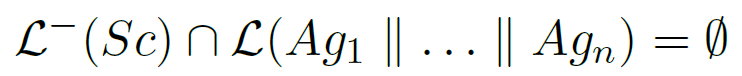 ℒ⁻(Sc) ∩ ℒ(Ag₁ ∥ … ∥ Agₙ) = ∅